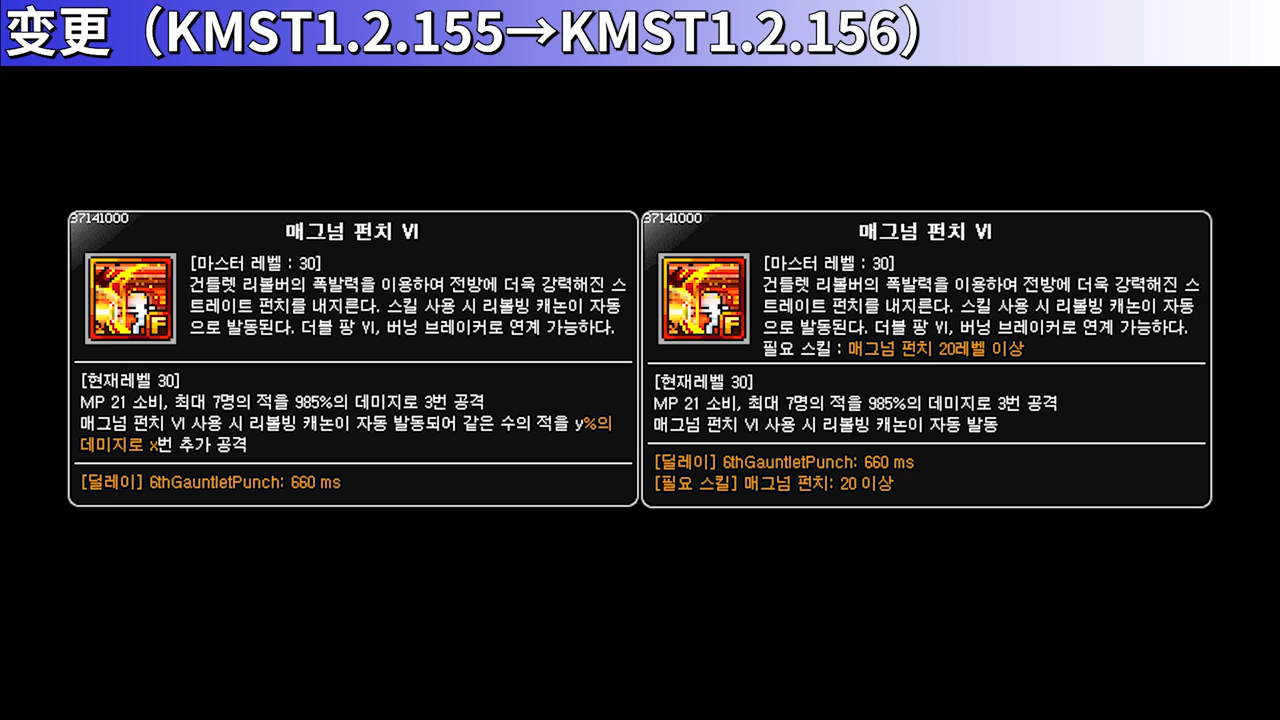 变更（KMST1.2.155→KMST1.2.156）
37141000
매그넘 펀치 VI
[마스터 레벨 : 30]
건틀렛 리볼버의 폭발력을 이용하여 전방에 더욱 강력해진 스
트레이트 펀치를 내지른다. 스킬 사용 시 리볼빙 캐논이 자동
으로 발동된다. 더블 팡 VI, 버닝 브레이커로 연계 가능하다.
[현재레벨 30]
MP 21 소비, 최대 7명의 적을 985%의 데미지로 3번 공격
매그넘 펀치 VI 사용 시 리볼빙 캐논이 자동 발동되어 같은 수의 적을 y%의
데미지로 x번 추가 공격
[딜레이] 6thGauntletPunch: 660 ms
37141000
매그넘 펀치 VI
[마스터 레벨 : 30]
건틀렛 리볼버의 폭발력을 이용하여 전방에 더욱 강력해진 스
트레이트 펀치를 내지른다. 스킬 사용 시 리볼빙 캐논이 자동
으로 발동된다. 더블 팡 VI, 버닝 브레이커로 연계 가능하다.
필요 스킬 : 매그넘 펀치 20레벨 이상
[현재레벨 30]
MP 21 소비, 최대 7명의 적을 985%의 데미지로 3번 공격
매그넘 펀치 VI 사용 시 리볼빙 캐논이 자동 발동
[딜레이] 6thGauntletPunch: 660 ms
[필요 스킬] 매그넘 펀치: 20 이상